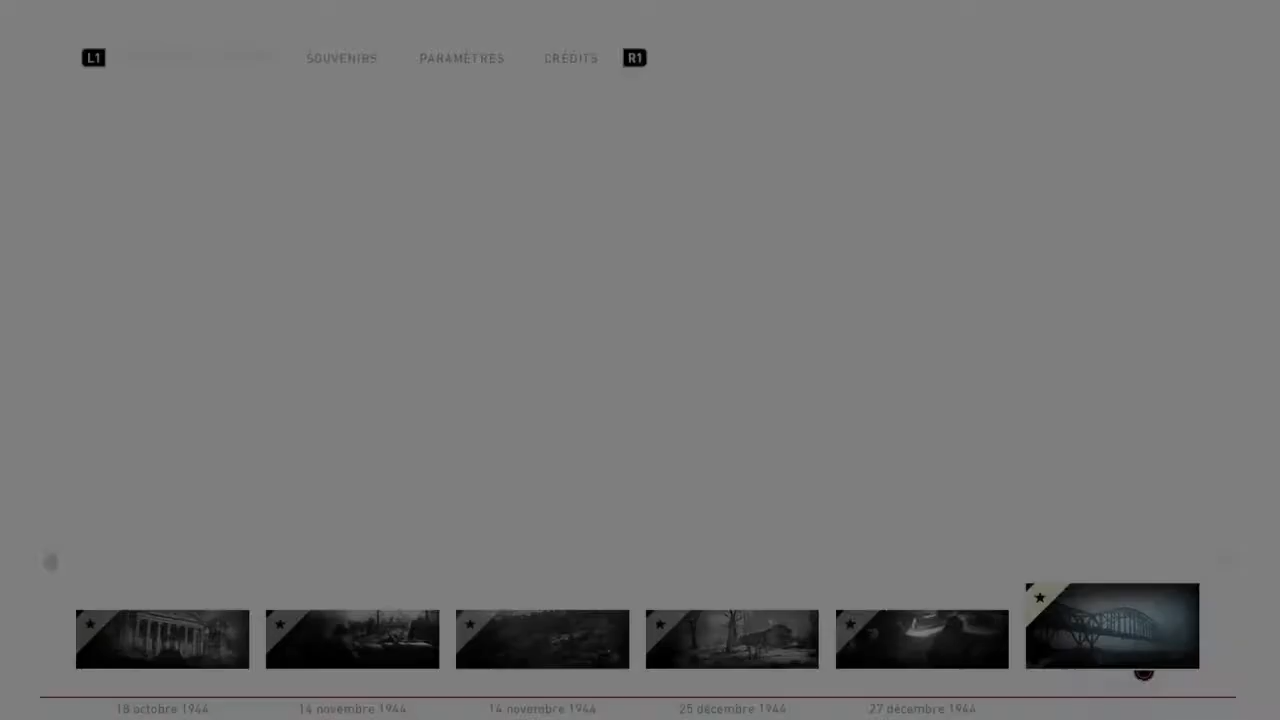 L1 SOUVENIRS PARAMÈTRES CRÉDITS R1
18 octobre 1944 14 novembre 1944 14 novembre 1944 25 décembre 1944 27 décembre 1944